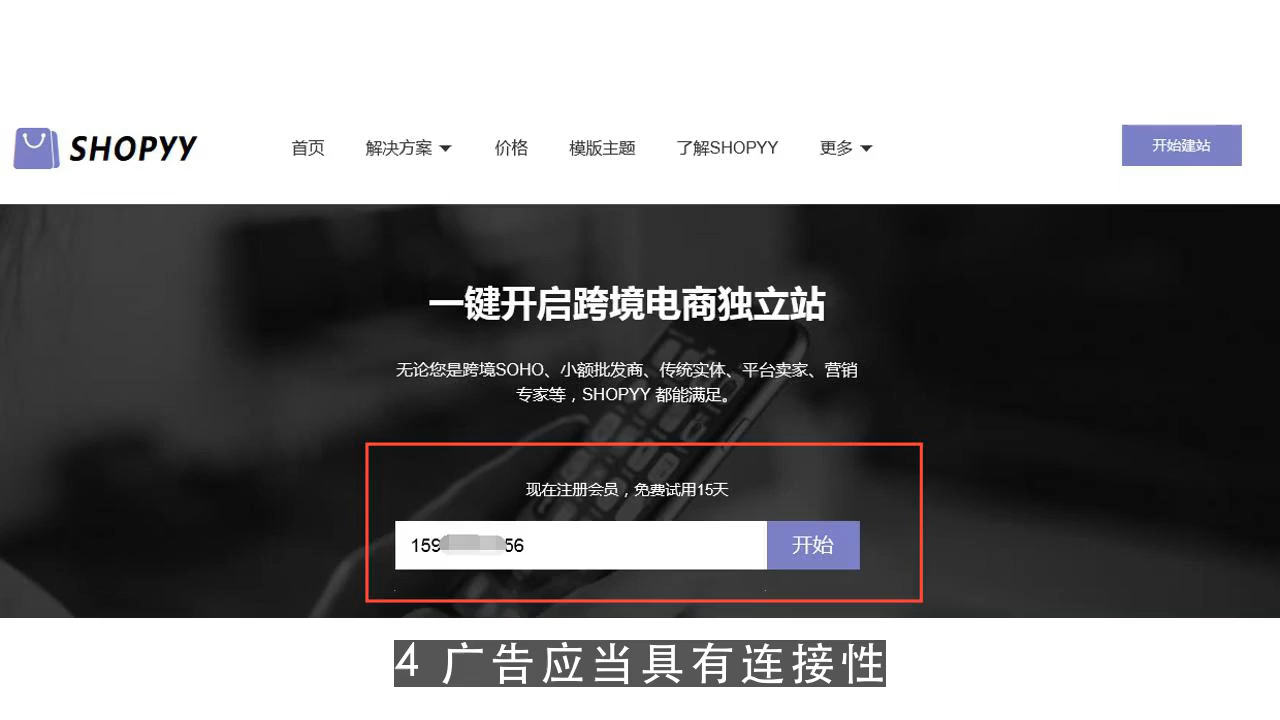 SHOPYY
首页 解决方案 价格 模版主题 了解SHOPYY 更多 开始建站
一键开启跨境电商独立站
无论您是跨境SOHO、小额批发商、传统实体、平台卖家、营销
专家等，SHOPYY 都能满足。
现在注册会员，免费试用15天
159 56 开始
4 广告应当具有连接性